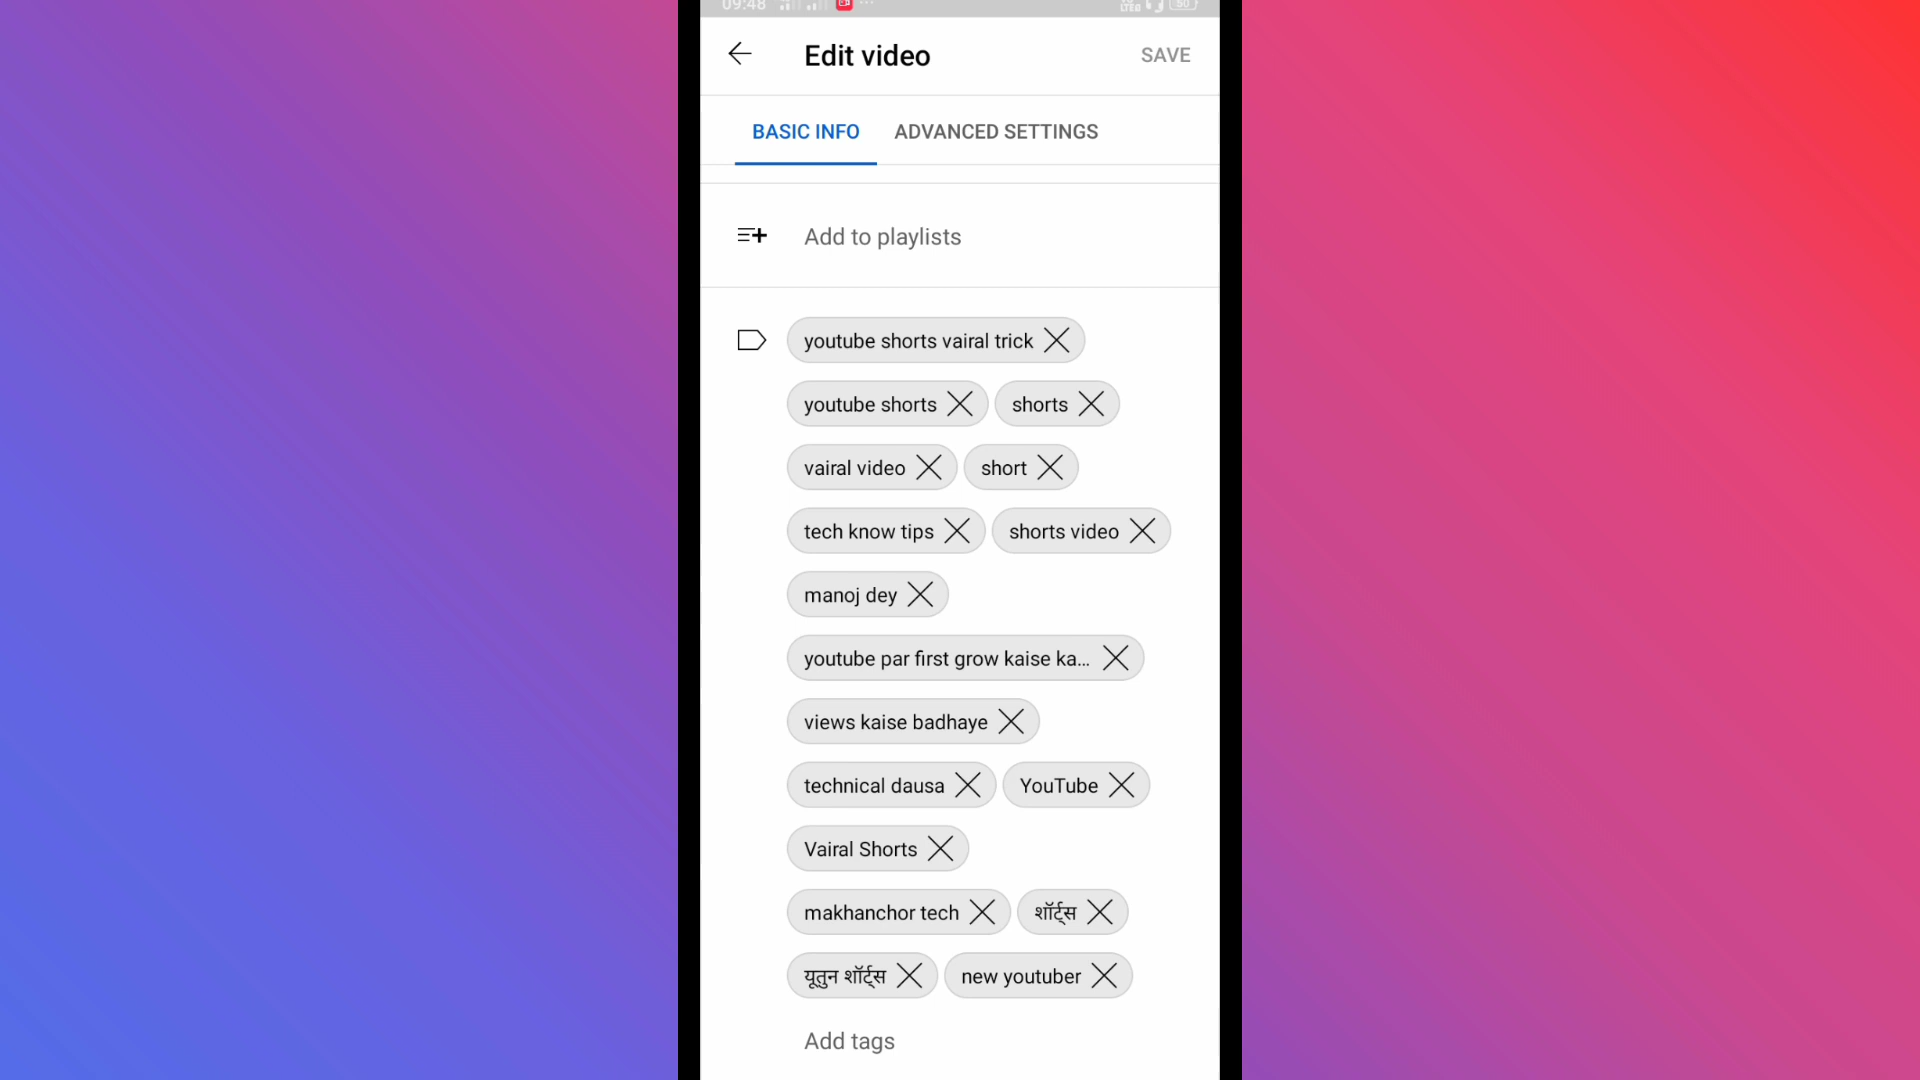 09:48
Edit video SAVE
BASIC INFO ADVANCED SETTINGS
Add to playlists
youtube shorts vairal trick
youtube shorts shorts
vairal video short
tech know tips shorts video
manoj dey
youtube par first grow kaise ka...
views kaise badhaye
technical dausa YouTube
Vairal Shorts
makhanchor tech शॉर्ट्स
यूतुन शॉर्ट्स new youtuber
Add tags